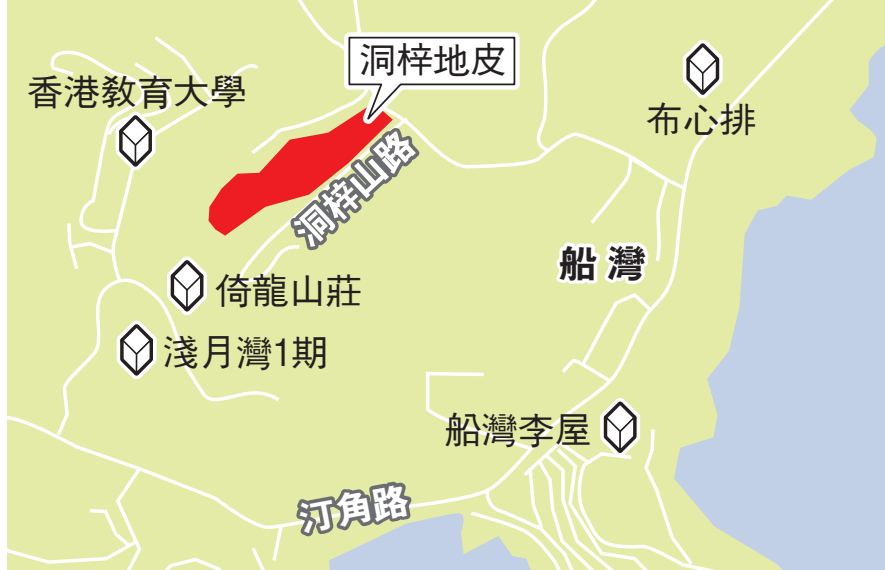 洞梓地皮
香港教育大學
布心排
洞梓山路
船灣
倚龍山莊
淺月灣1期
船灣李屋
汀角路